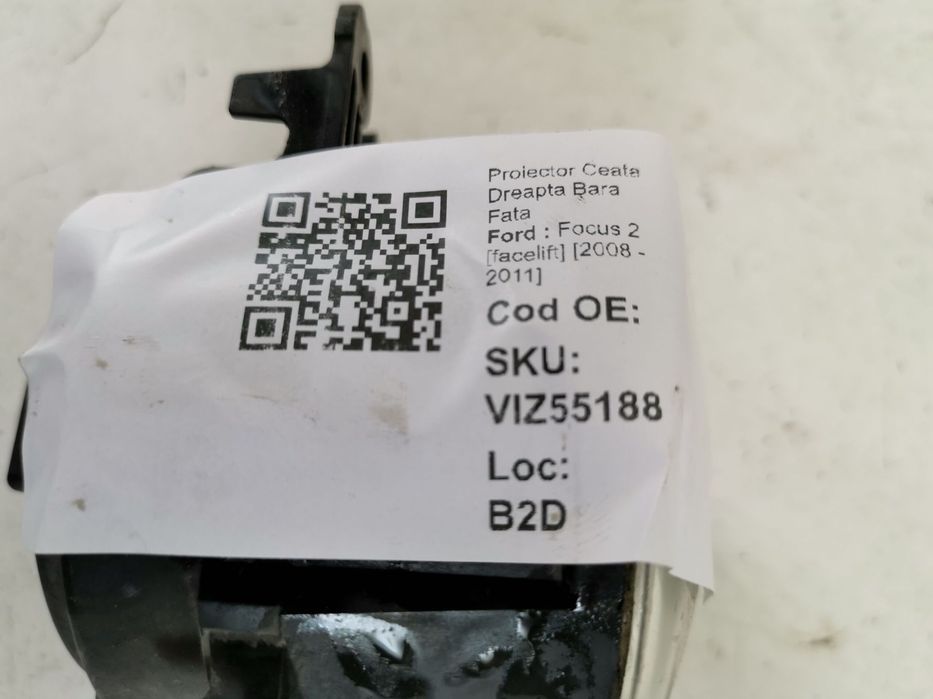 Proiector Ceata
Dreapta Bara
Fata
Ford : Focus 2
[facelift] [2008 -
2011]
Cod OE:
SKU:
VIZ55188
Loc:
B2D